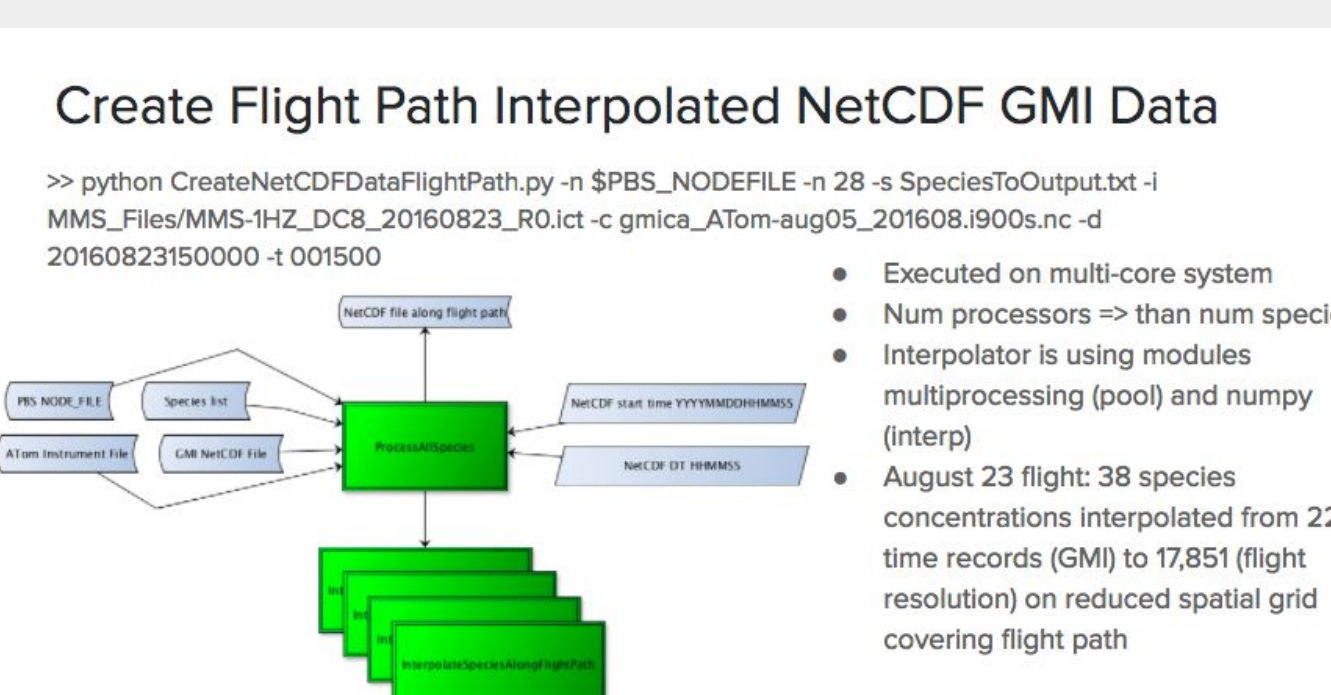 Create Flight Path Interpolated NetCDF GMI Data
>> python CreateNetCDFDataFlightPath.py -n $PBS_NODEFILE -n 28 -s SpeciesToOutput.txt -i
MMS_Files/MMS-1HZ_DC8_20160823_R0.ict -c gmica_ATom-aug05_201608.i900s.nc -d
20160823150000 -t 001500
NetCDF file along flight path
PBS NODE_FILE
Species list
ATom Instrument File
GMI NetCDF File
ProcessAllSpecies
NetCDF start time YYYYMMDDHHMMSS
NetCDF DT HHMMSS
Int
Int
Int
InterpolateSpeciesAlongFlightPath
● Executed on multi-core system
● Num processors => than num speci
● Interpolator is using modules
multiprocessing (pool) and numpy
(interp)
● August 23 flight: 38 species
concentrations interpolated from 22
time records (GMI) to 17,851 (flight
resolution) on reduced spatial grid
covering flight path